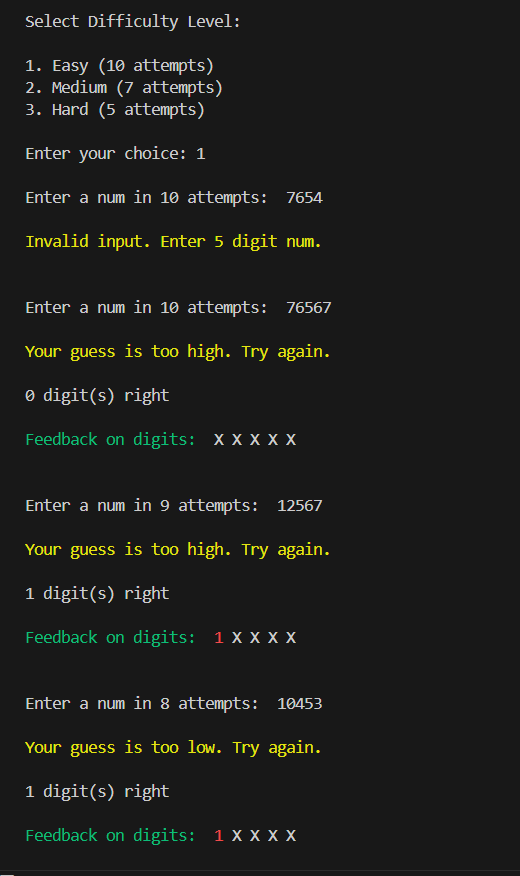 Select Difficulty Level:
1. Easy (10 attempts)
2. Medium (7 attempts)
3. Hard (5 attempts)
Enter your choice: 1
Enter a num in 10 attempts:  7654
Invalid input. Enter 5 digit num.
Enter a num in 10 attempts:  76567
Your guess is too high. Try again.
0 digit(s) right
Feedback on digits:  X X X X X
Enter a num in 9 attempts:  12567
Your guess is too high. Try again.
1 digit(s) right
Feedback on digits:  1 X X X X
Enter a num in 8 attempts:  10453
Your guess is too low. Try again.
1 digit(s) right
Feedback on digits:  1 X X X X